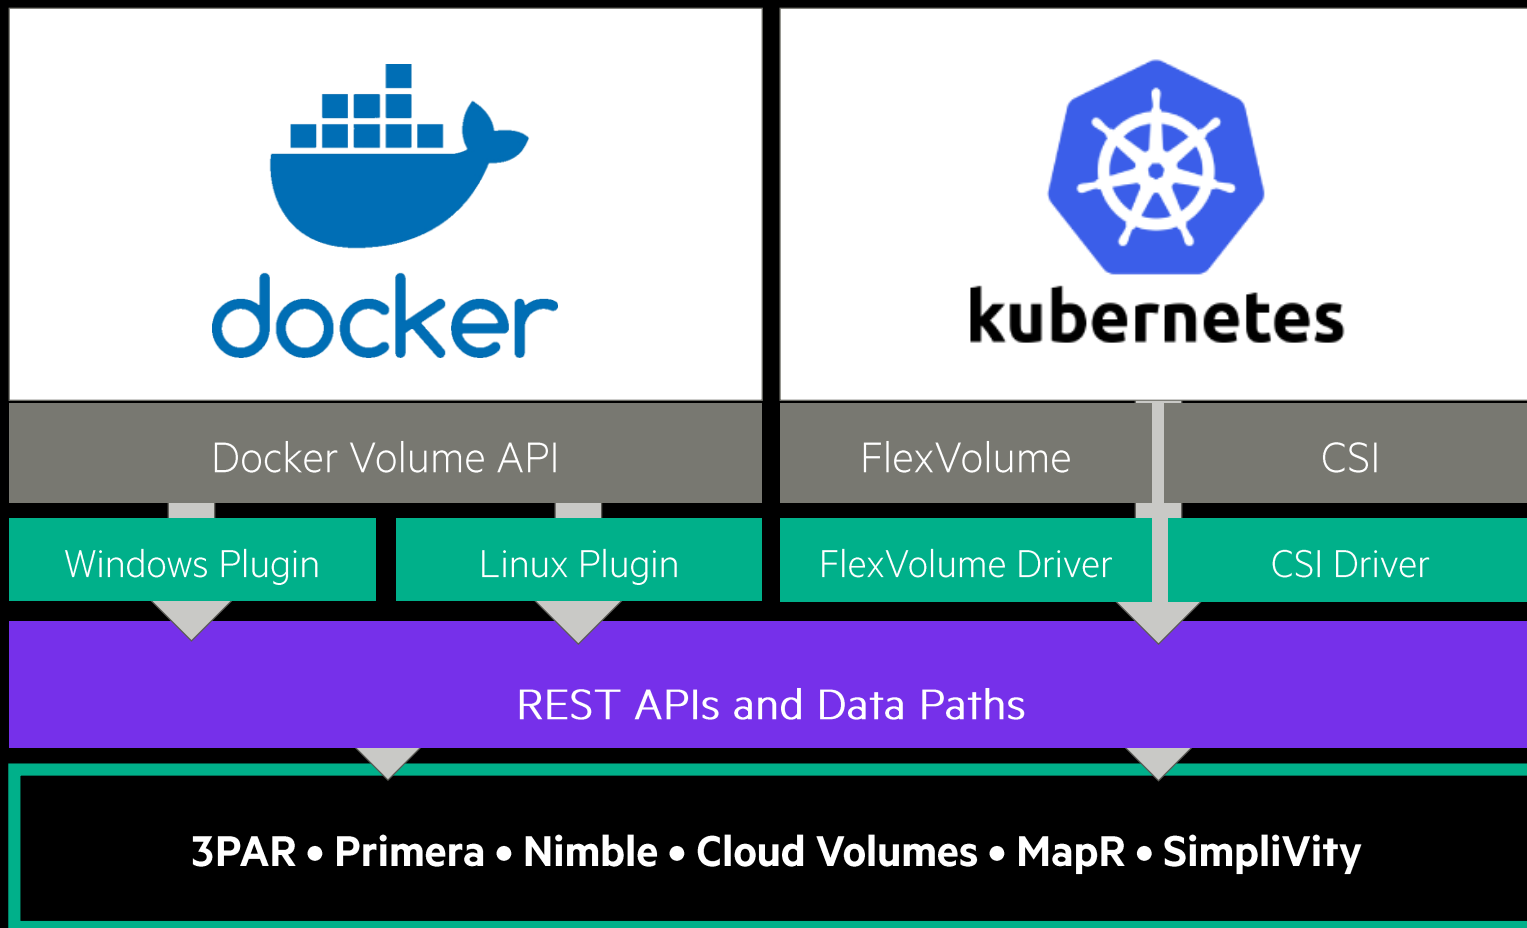 docker
kubernetes
Docker Volume API
FlexVolume
CSI
Windows Plugin
Linux Plugin
FlexVolume Driver
CSI Driver
REST APIs and Data Paths
3PAR • Primera • Nimble • Cloud Volumes • MapR • SimpliVity